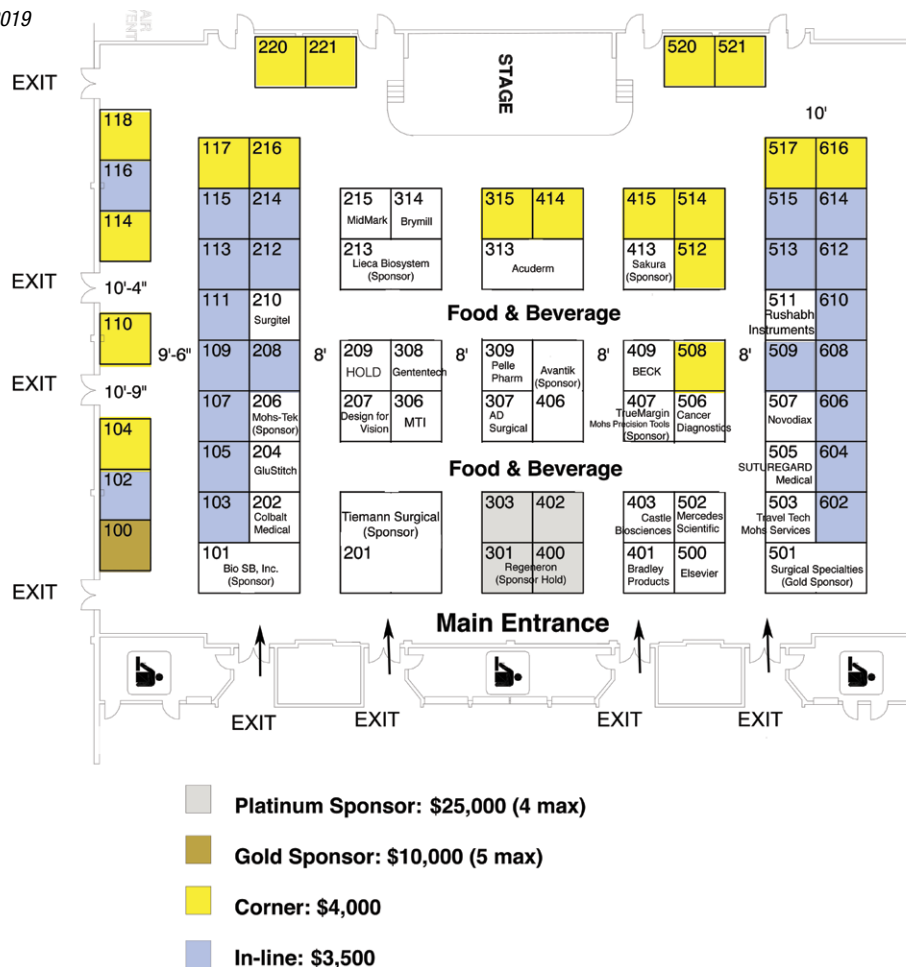 2019
AIR
220 221 520 521
EXIT
STAGE
10'
118
117 216 517 616
116
115 214 215 314 315 414 415 514 515 614
MidMark Brymill
114
113 212 213 313 413 512 513 612
Lieca Biosystem
(Sponsor)
Acuderm
Sakura
(Sponsor)
EXIT 10'-4"
111 210 511 610
Surgitel
Rushabh
Instruments
Food & Beverage
110
9'-6" 8' 8' 8' 8'
109 208 209 308 309 409 508 509 608
HOLD Gententech
Pelle
Pharm
Avantik
(Sponsor)
BECK
EXIT 10'-9"
107 206 207 306 307 406 407 506 507 606
Mohs-Tek
(Sponsor)
Design for
Vision
MTI
AD
Surgical
TrueMargin
Mohs Precision Tools
(Sponsor)
Cancer
Diagnostics
Novodiax
104
105 204 505 604
GluStitch
SUTUREGARD
Medical
Food & Beverage
102
103 202 303 402 403 502 503 602
Colbalt
Medical
Tiemann Surgical
(Sponsor)
201
Castle
Biosciences
Mercedes
Scientific
Travel Tech
Mohs Services
100
101 301 400 401 500 501
Bio SB, Inc.
(Sponsor)
Regeneron
(Sponsor Hold)
Bradley
Products
Elsevier
Surgical Specialties
(Gold Sponsor)
EXIT
Main Entrance
EXIT EXIT EXIT EXIT
Platinum Sponsor: $25,000 (4 max)
Gold Sponsor: $10,000 (5 max)
Corner: $4,000
In-line: $3,500